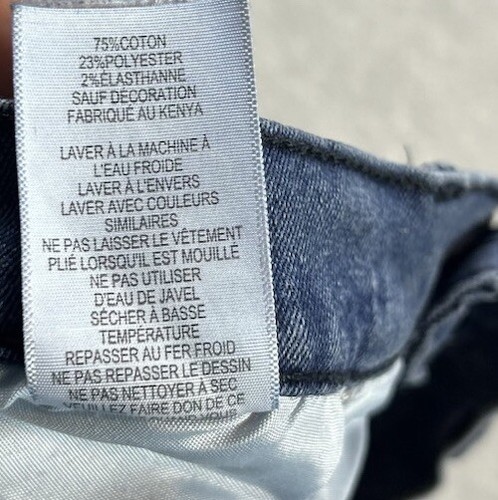 75%COTON
23%POLYESTER
2%ÉLASTHANNE
SAUF DÉCORATION
FABRIQUÉ AU KENYA
LAVER À LA MACHINE À
L'EAU FROIDE
LAVER À L'ENVERS
LAVER AVEC COULEURS
SIMILAIRES
NE PAS LAISSER LE VÊTEMENT
PLIÉ LORSQU'IL EST MOUILLÉ
NE PAS UTILISER
D'EAU DE JAVEL
SÉCHER À BASSE
TEMPÉRATURE
REPASSER AU FER FROID
NE PAS REPASSER LE DESSIN
NE PAS NETTOYER À SEC
VEUILLEZ FAIRE DON DE CE